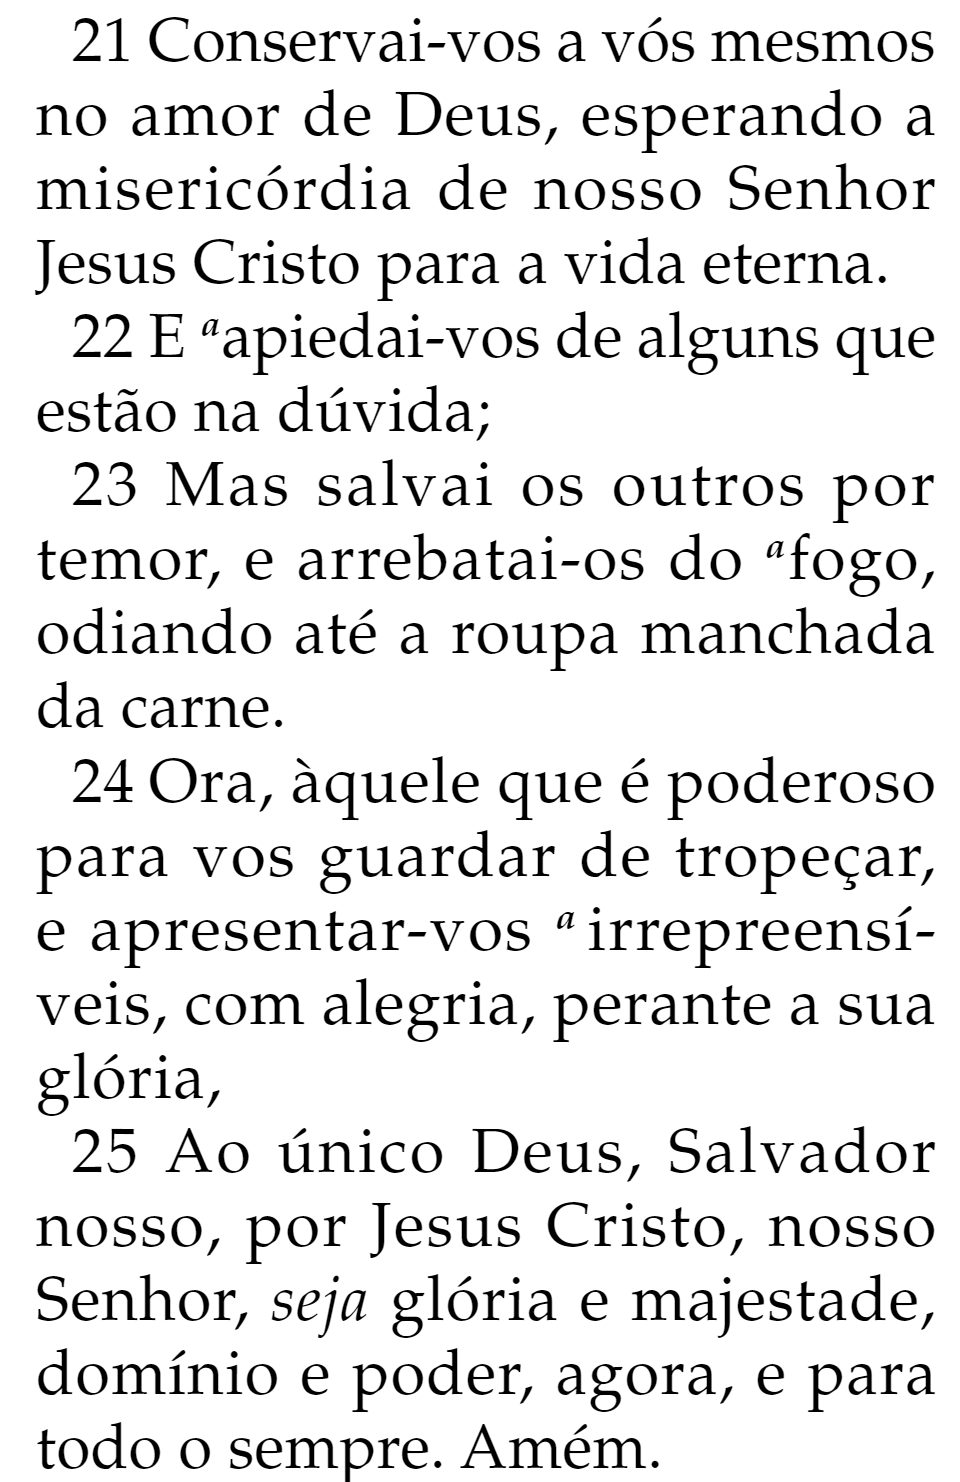 21 Conservai-vos a vós mesmos
no amor de Deus, esperando a
misericórdia de nosso Senhor
Jesus Cristo para a vida eterna.
22 E ᵃapiedai-vos de alguns que
estão na dúvida;
23 Mas salvai os outros por
temor, e arrebatai-os do ᵃfogo,
odiando até a roupa manchada
da carne.
24 Ora, àquele que é poderoso
para vos guardar de tropeçar,
e apresentar-vos ᵃirrepreensí-
veis, com alegria, perante a sua
glória,
25 Ao único Deus, Salvador
nosso, por Jesus Cristo, nosso
Senhor, seja glória e majestade,
domínio e poder, agora, e para
todo o sempre. Amém.